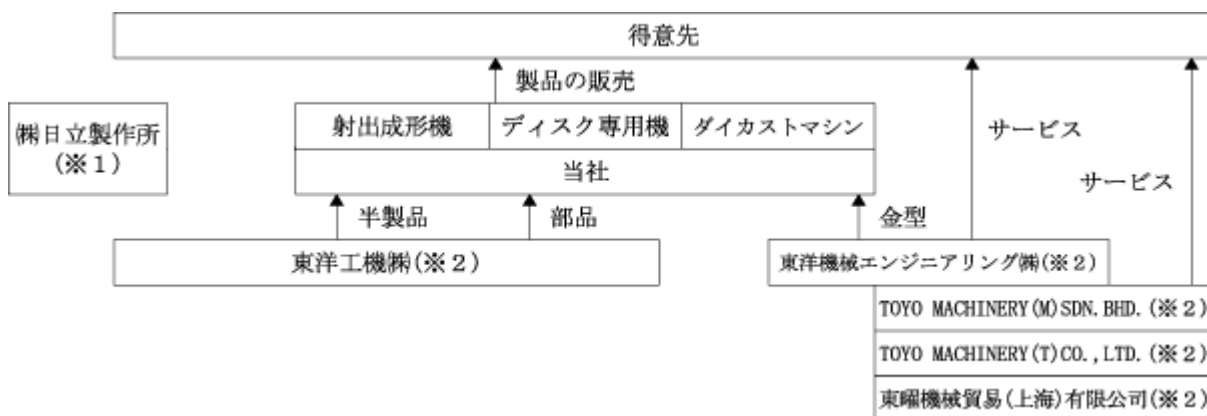 得意先
製品の販売
㈱日立製作所
(※1)
射出成形機
ディスク専用機
ダイカストマシン
サービス
当社
サービス
半製品
部品
金型
東洋工機㈱(※2)
東洋機械エンジニアリング㈱(※2)
TOYO MACHINERY(M)SDN.BHD.(※2)
TOYO MACHINERY(T)CO.,LTD.(※2)
東曜機械貿易(上海)有限公司(※2)